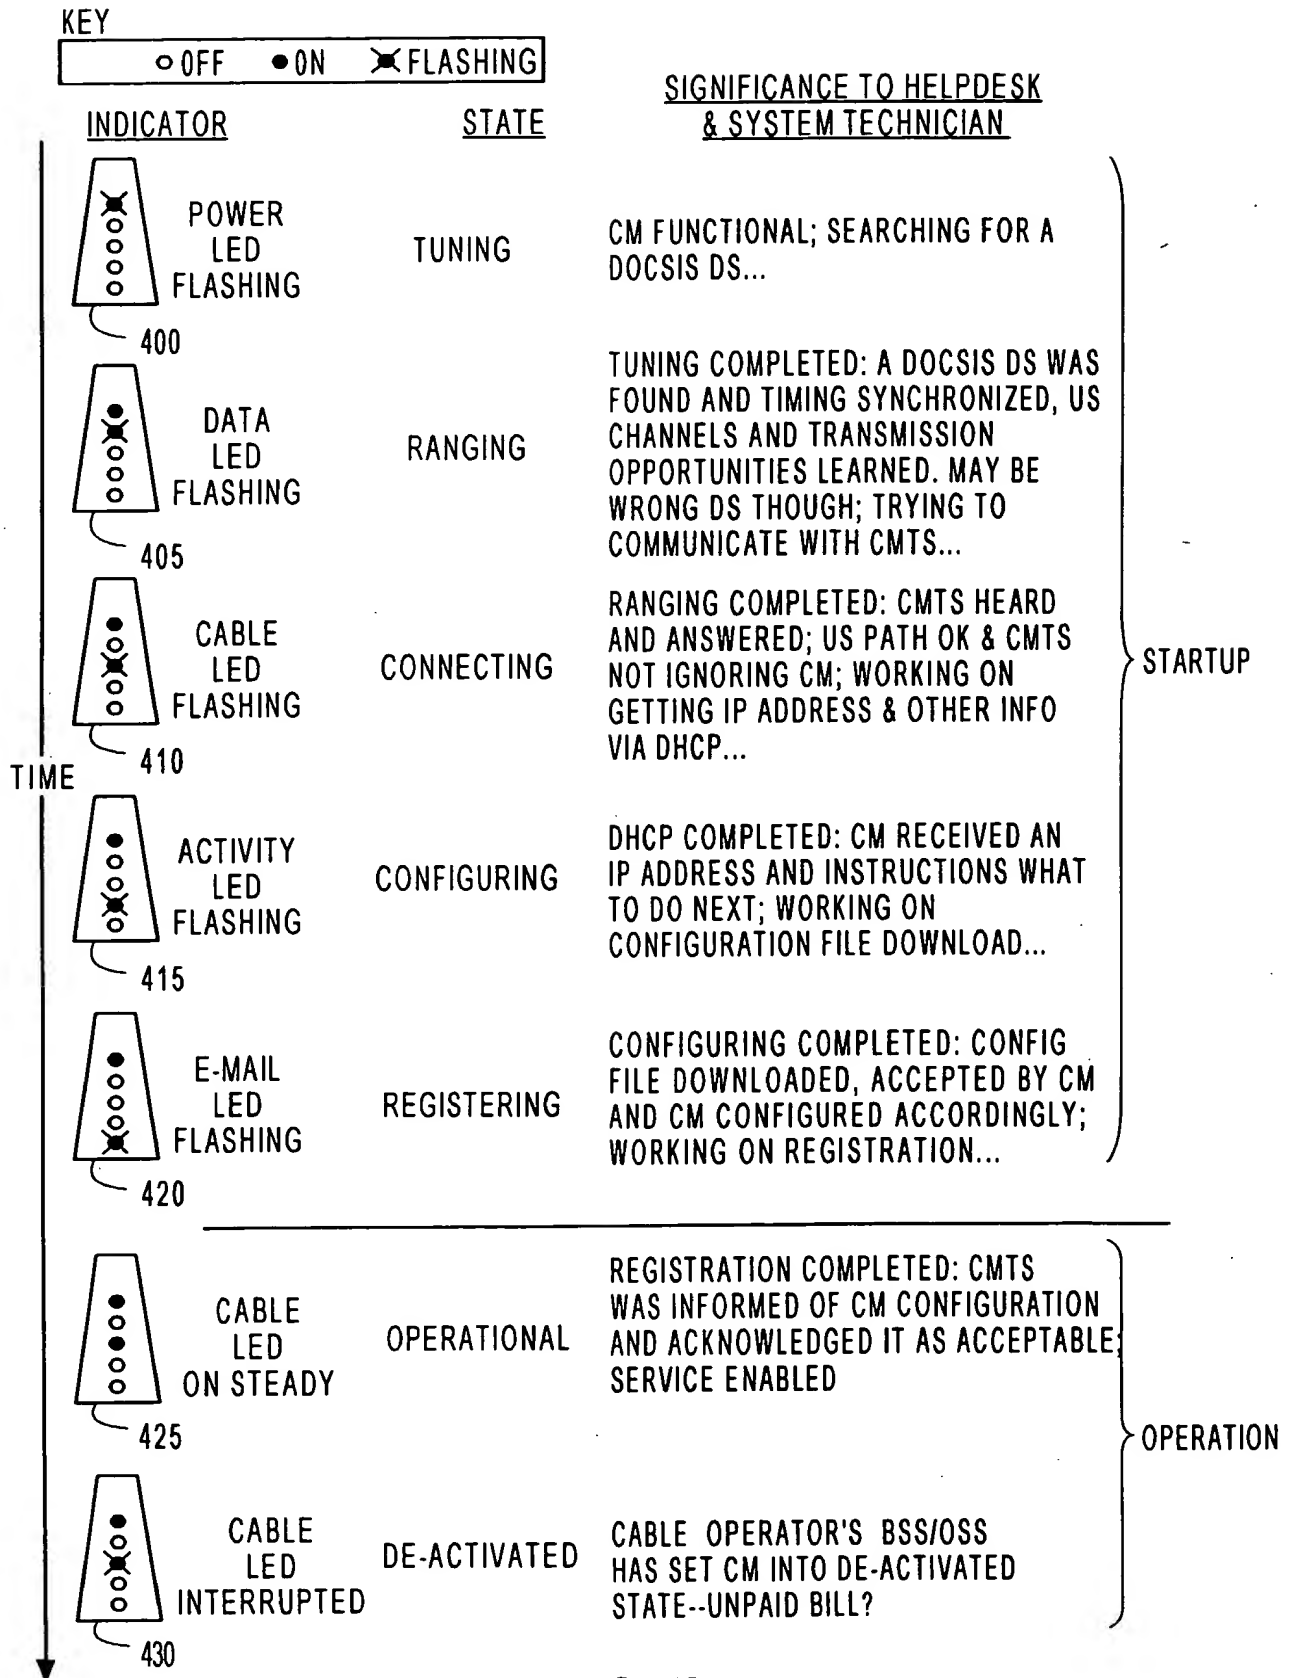 KEY
OFF ON FLASHING
INDICATOR
STATE
SIGNIFICANCE TO HELPDESK
& SYSTEM TECHNICIAN
POWER
LED
FLASHING
400
TUNING
CM FUNCTIONAL; SEARCHING FOR A
DOCSIS DS...
DATA
LED
FLASHING
405
RANGING
TUNING COMPLETED: A DOCSIS DS WAS
FOUND AND TIMING SYNCHRONIZED, US
CHANNELS AND TRANSMISSION
OPPORTUNITIES LEARNED. MAY BE
WRONG DS THOUGH; TRYING TO
COMMUNICATE WITH CMTS...
CABLE
LED
FLASHING
410
CONNECTING
RANGING COMPLETED: CMTS HEARD
AND ANSWERED; US PATH OK & CMTS
NOT IGNORING CM; WORKING ON
GETTING IP ADDRESS & OTHER INFO
VIA DHCP...
STARTUP
TIME
ACTIVITY
LED
FLASHING
415
CONFIGURING
DHCP COMPLETED: CM RECEIVED AN
IP ADDRESS AND INSTRUCTIONS WHAT
TO DO NEXT; WORKING ON
CONFIGURATION FILE DOWNLOAD...
E-MAIL
LED
FLASHING
420
REGISTERING
CONFIGURING COMPLETED: CONFIG
FILE DOWNLOADED, ACCEPTED BY CM
AND CM CONFIGURED ACCORDINGLY;
WORKING ON REGISTRATION...
CABLE
LED
ON STEADY
425
OPERATIONAL
REGISTRATION COMPLETED: CMTS
WAS INFORMED OF CM CONFIGURATION
AND ACKNOWLEDGED IT AS ACCEPTABLE;
SERVICE ENABLED
OPERATION
CABLE
LED
INTERRUPTED
430
DE-ACTIVATED
CABLE OPERATOR'S BSS/OSS
HAS SET CM INTO DE-ACTIVATED
STATE--UNPAID BILL?